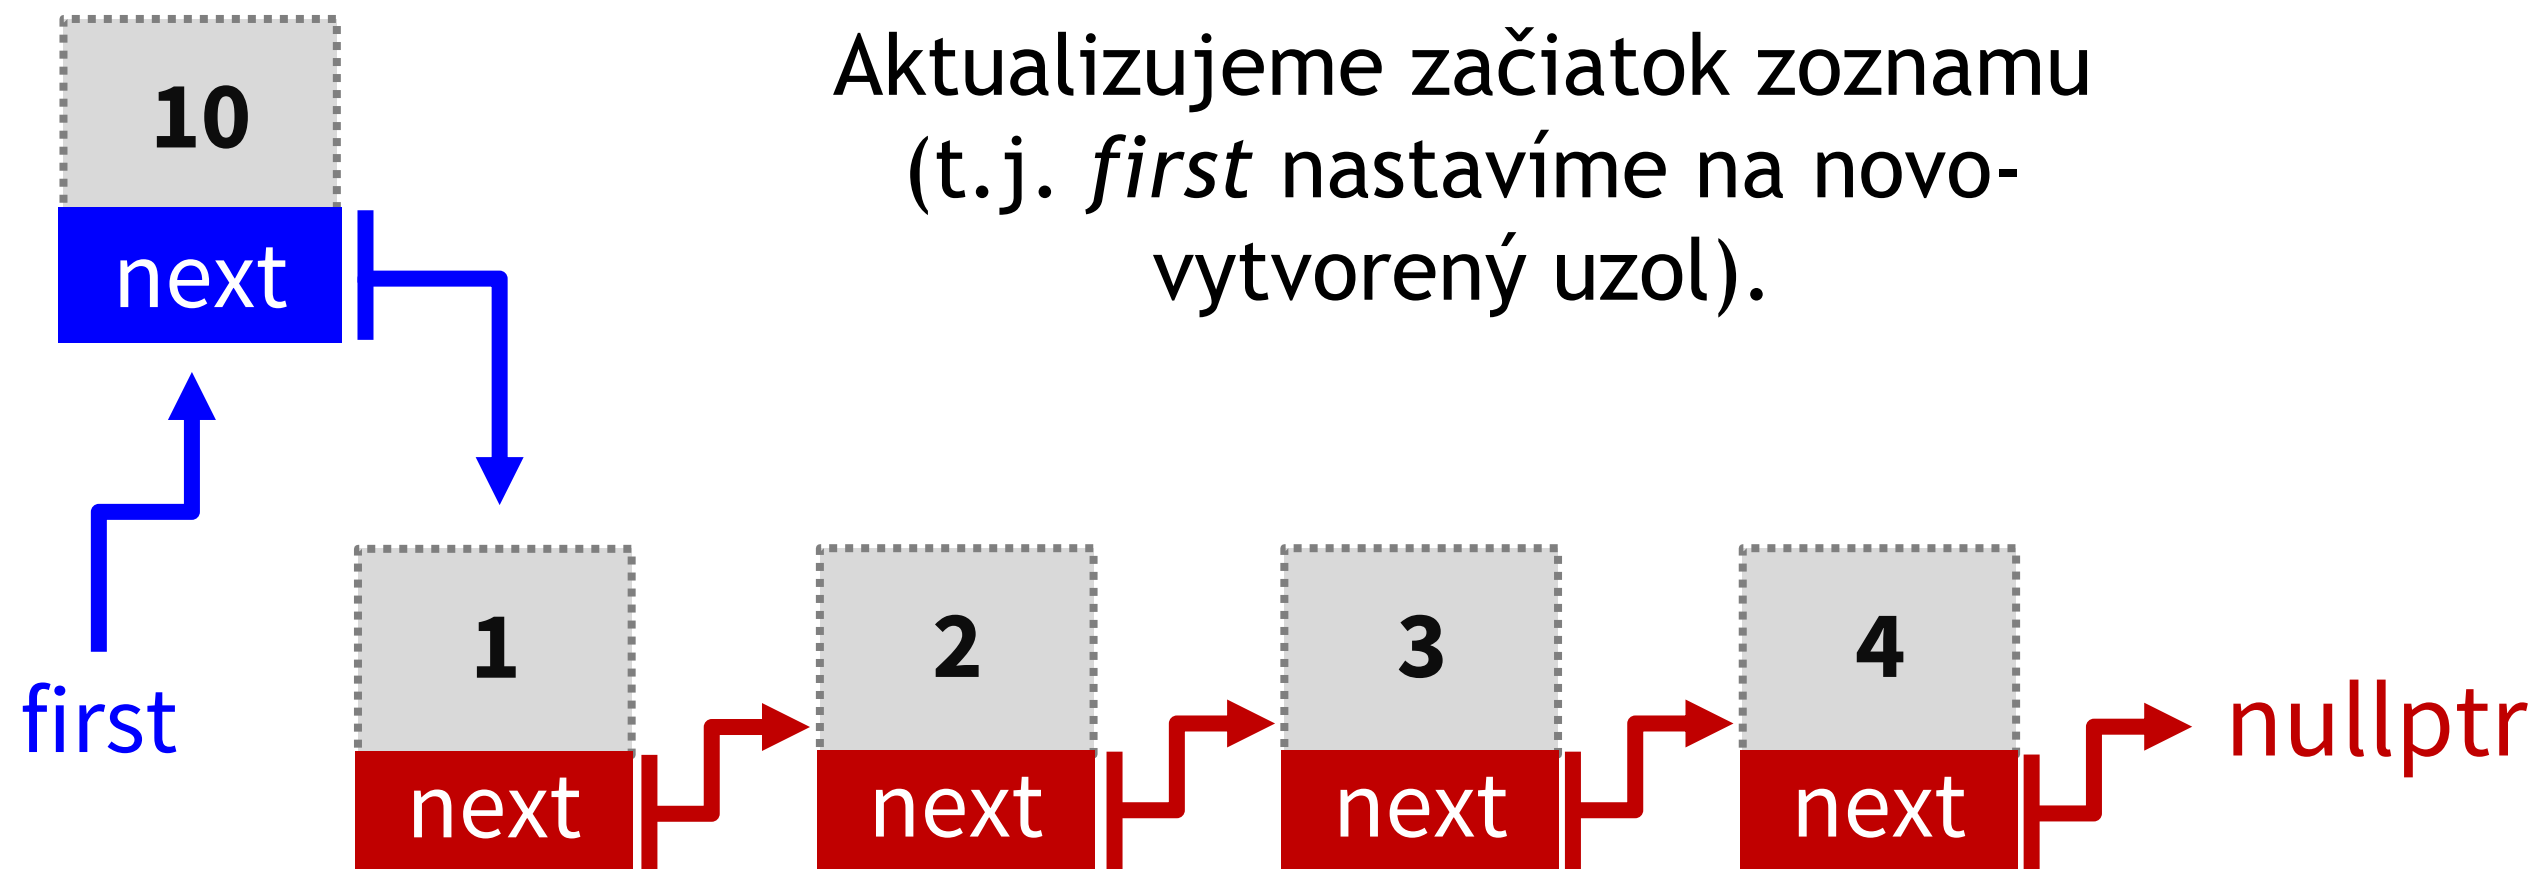 10
next
Aktualizujeme začiatok zoznamu
(t.j. first nastavíme na novo-
vytvorený uzol).
first
1
next
2
next
3
next
4
next
nullptr